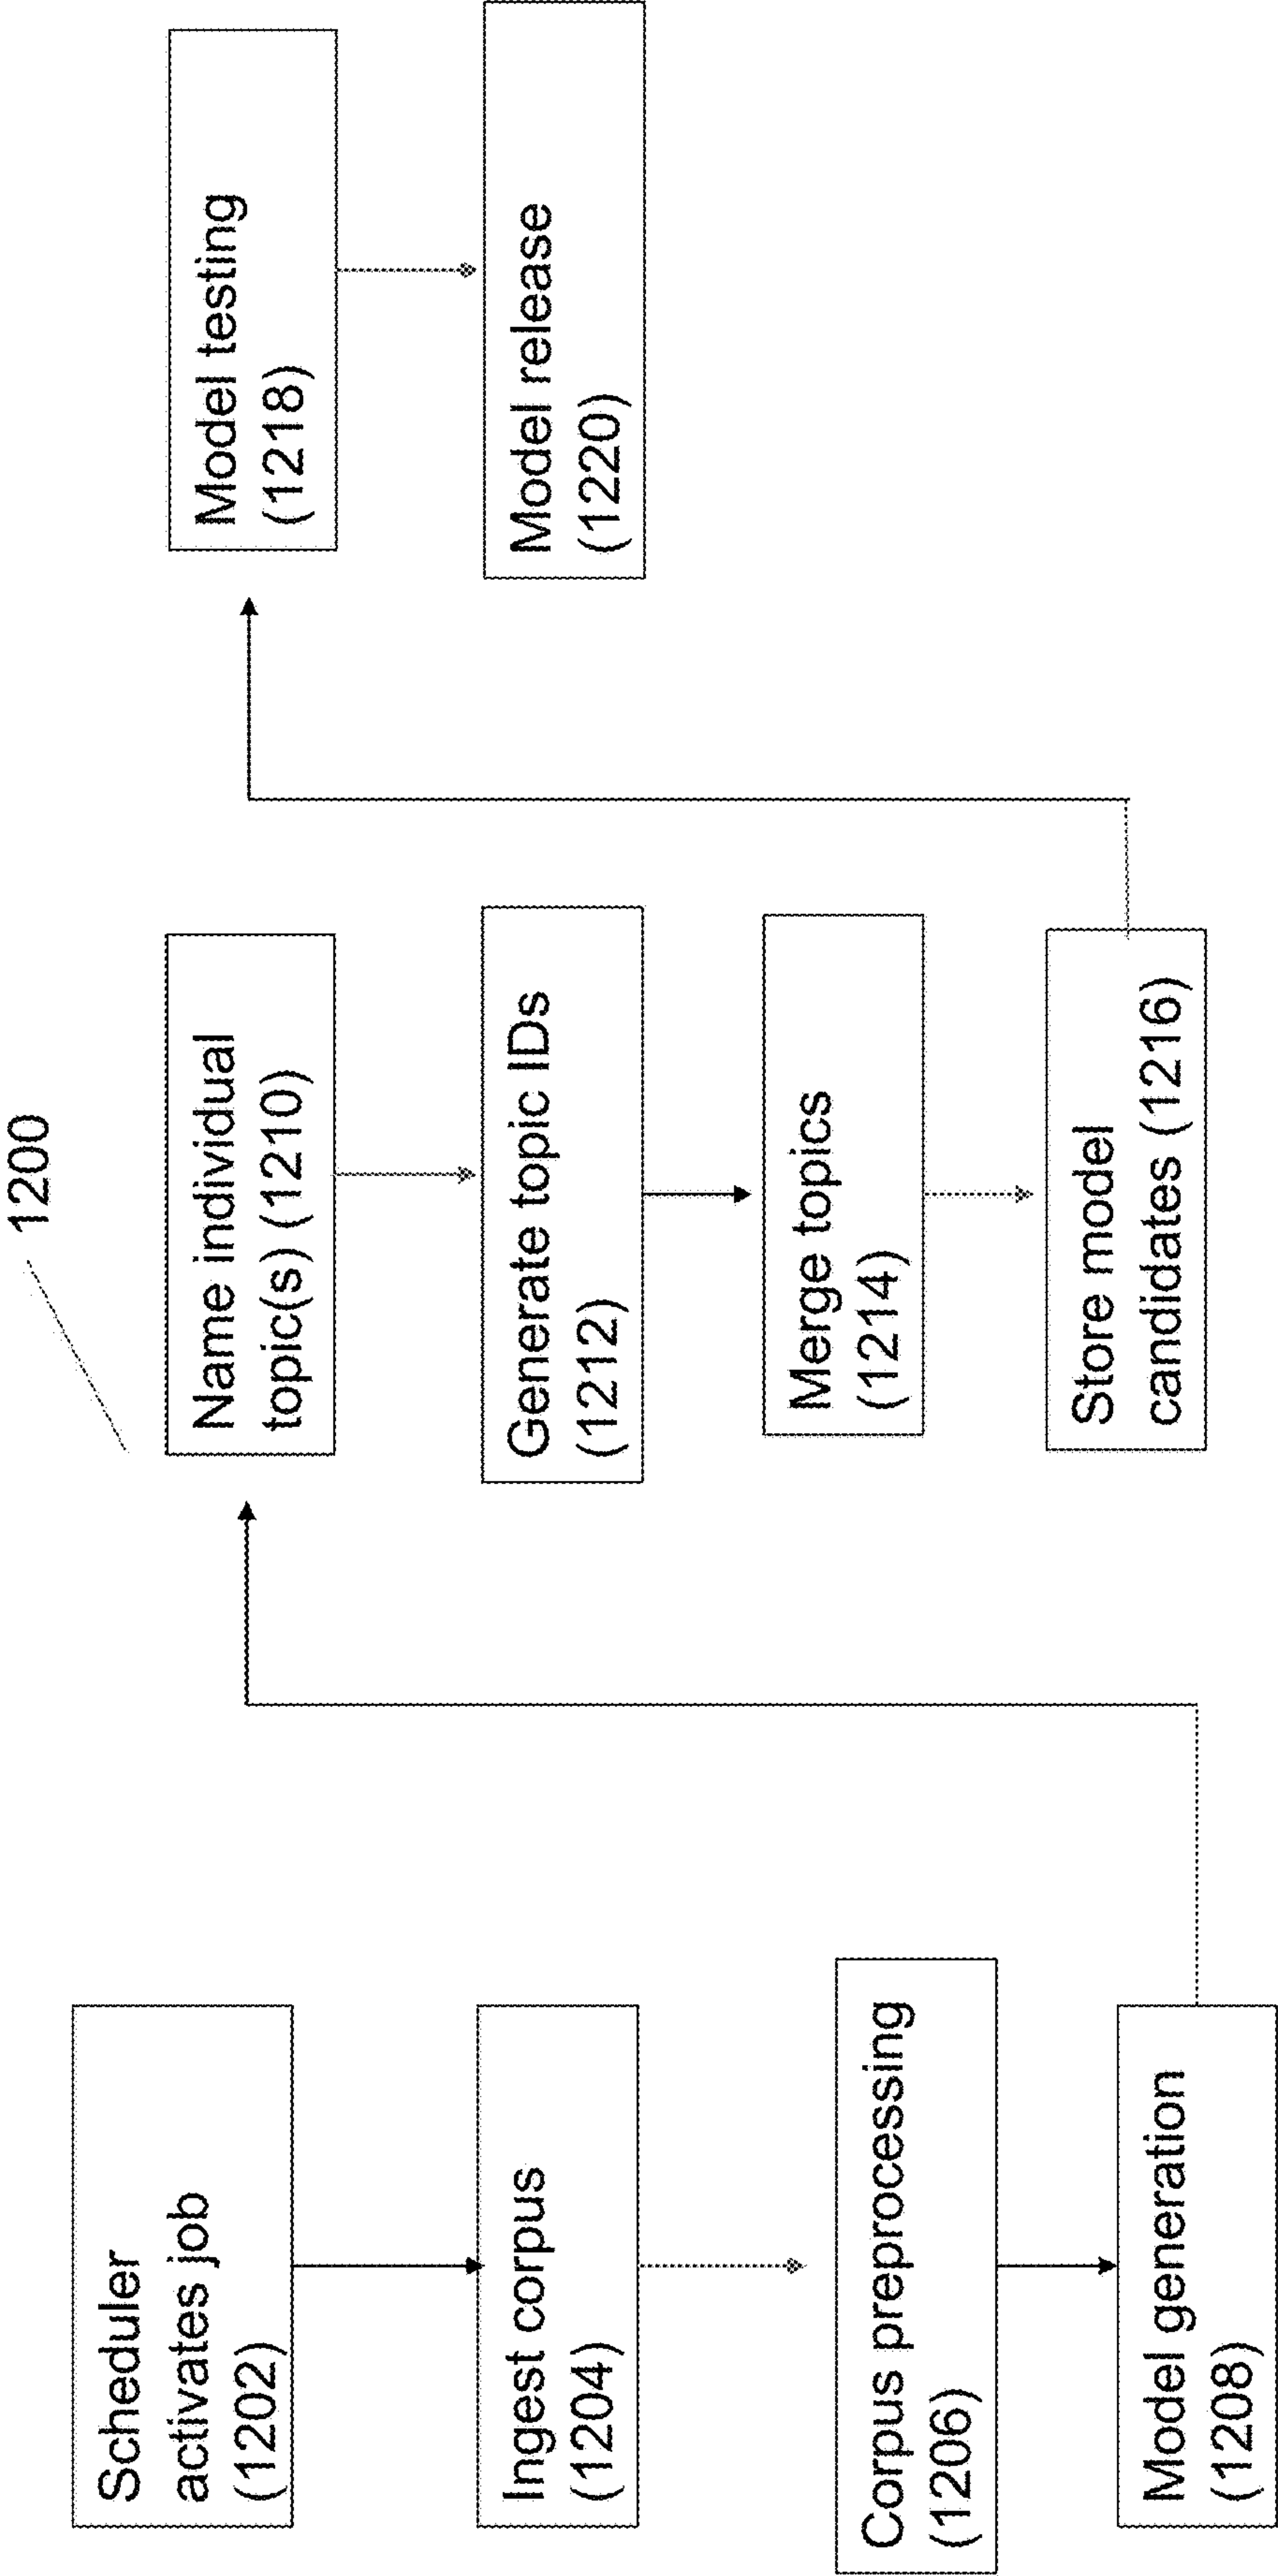 1200
Scheduler
activates job
(1202)
Ingest corpus
(1204)
Corpus preprocessing
(1206)
Model generation
(1208)
Name individual
topic(s) (1210)
Generate topic IDs
(1212)
Merge topics
(1214)
Store model
candidates (1216)
Model testing
(1218)
Model release
(1220)